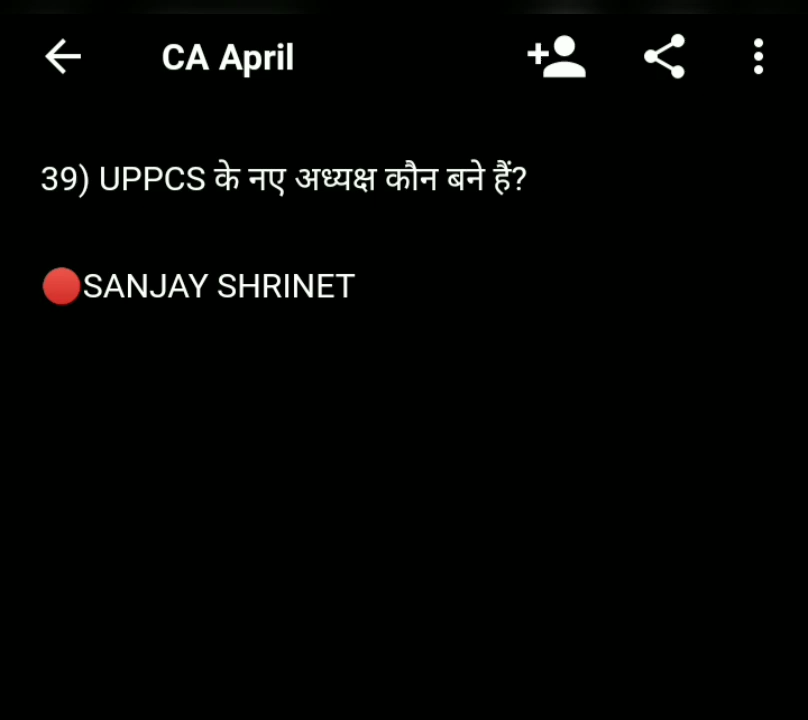 CA April
39) UPPCS के नए अध्यक्ष कौन बने हैं?
🔴SANJAY SHRINET